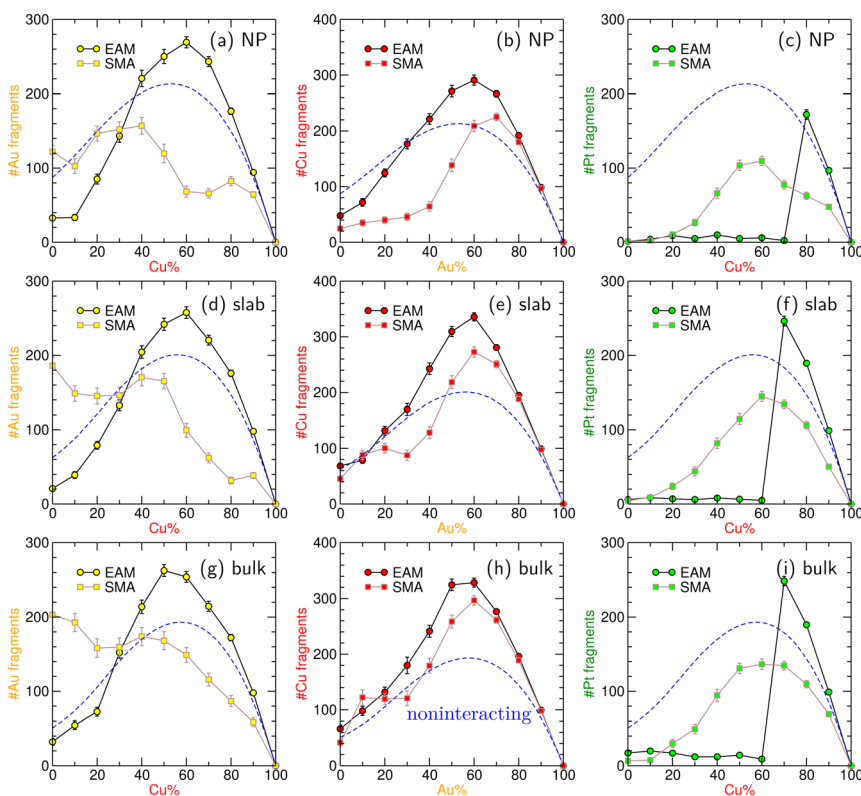 (a) NP
EAM
SMA
#Au fragments
300
200
100
0
0 20 40 60 80 100
Cu%
(b) NP
EAM
SMA
#Cu fragments
400
300
200
100
0
0 20 40 60 80 100
Au%
(c) NP
EAM
SMA
#Pt fragments
300
200
100
0
0 20 40 60 80 100
Cu%
(d) slab
EAM
SMA
#Au fragments
300
200
100
0
0 20 40 60 80 100
Cu%
(e) slab
EAM
SMA
#Cu fragments
400
300
200
100
0
0 20 40 60 80 100
Au%
(f) slab
EAM
SMA
#Pt fragments
300
200
100
0
0 20 40 60 80 100
Cu%
(g) bulk
EAM
SMA
#Au fragments
300
200
100
0
0 20 40 60 80 100
Cu%
(h) bulk
EAM
SMA
#Cu fragments
400
300
200
100
0
noninteracting
0 20 40 60 80 100
Au%
(i) bulk
EAM
SMA
#Pt fragments
300
200
100
0
0 20 40 60 80 100
Cu%